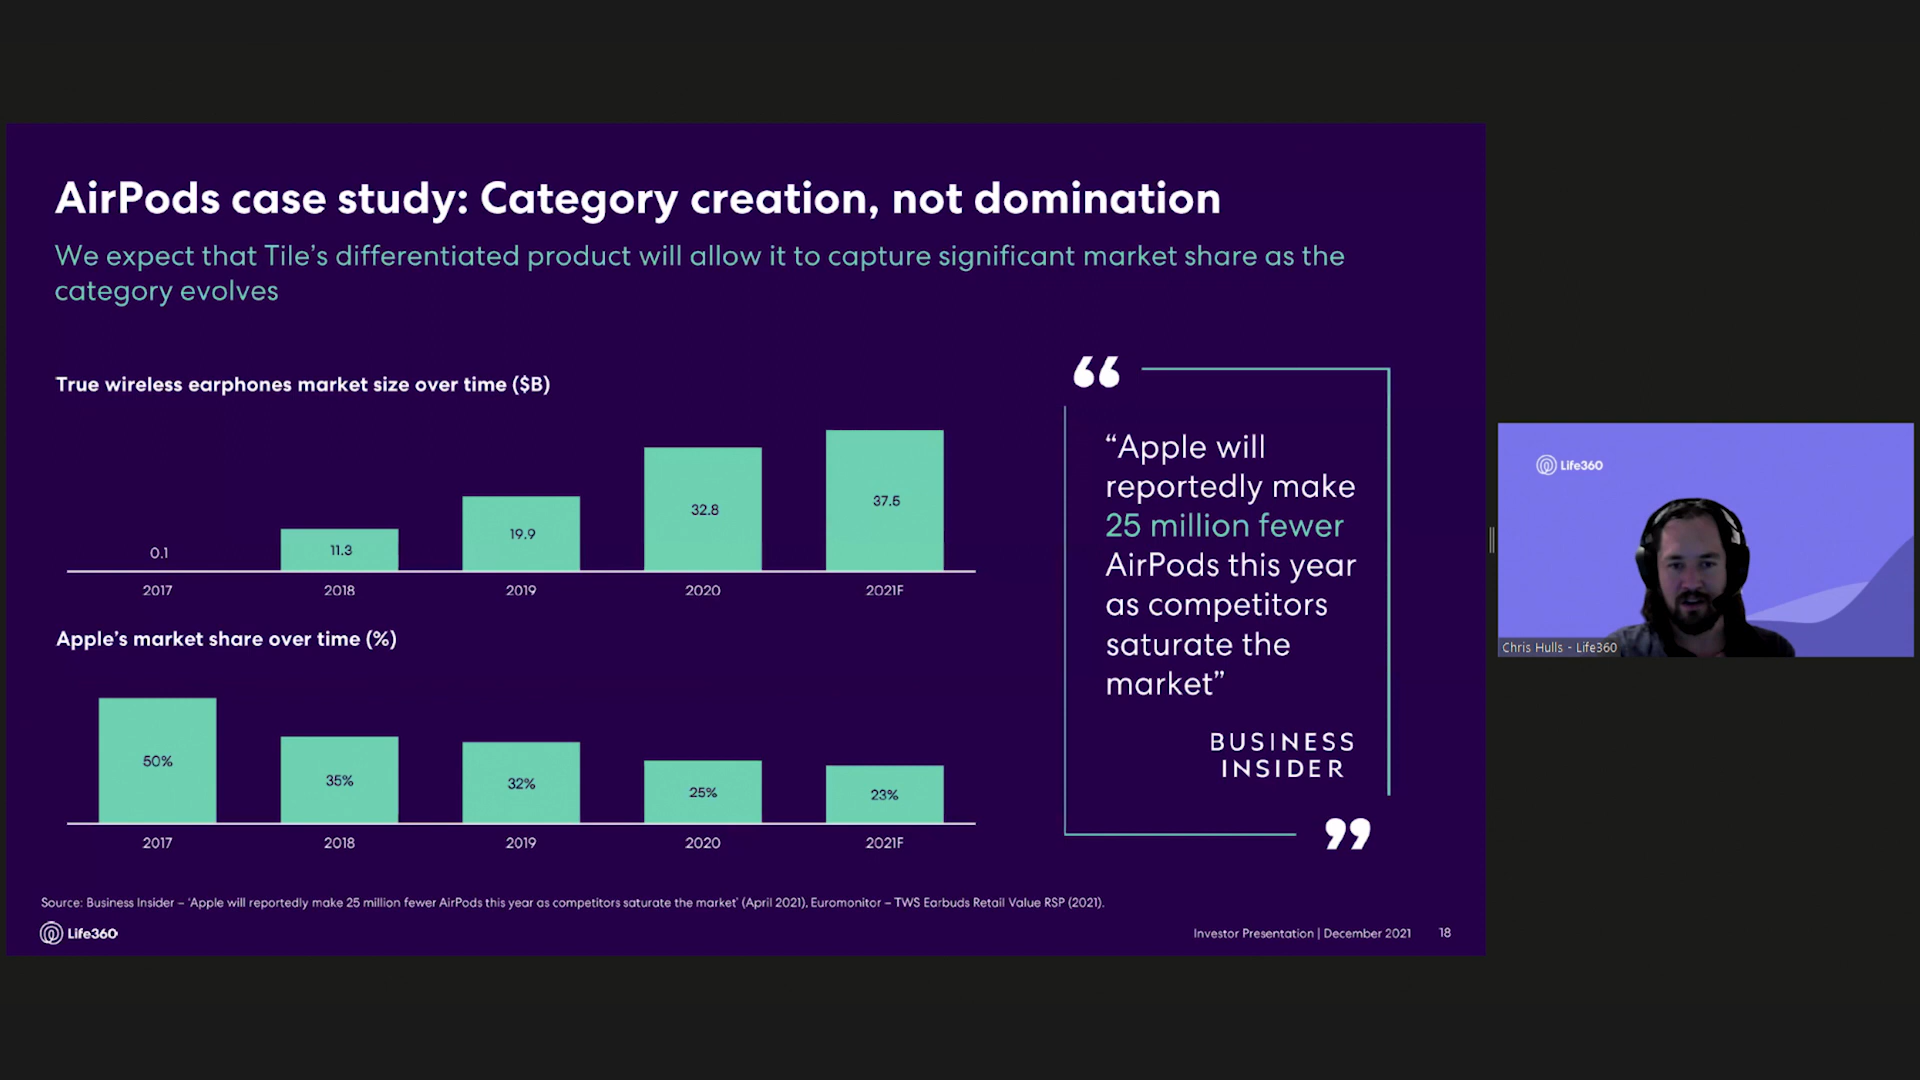 AirPods case study: Category creation, not domination
We expect that Tile's differentiated product will allow it to capture significant market share as the
category evolves
True wireless earphones market size over time ($B)
0.1
11.3
19.9
32.8
37.5
2017
2018
2019
2020
2021F
Apple's market share over time (%)
50%
35%
32%
25%
23%
2017
2018
2019
2020
2021F
“
“Apple will
reportedly make
25 million fewer
AirPods this year
as competitors
saturate the
market”
BUSINESS
INSIDER
”
Source: Business Insider – ‘Apple will reportedly make 25 million fewer AirPods this year as competitors saturate the market’ (April 2021), Euromonitor – TWS Earbuds Retail Value RSP (2021).
Life360
Investor Presentation | December 2021 18
Life360
Chris Hulls - Life360